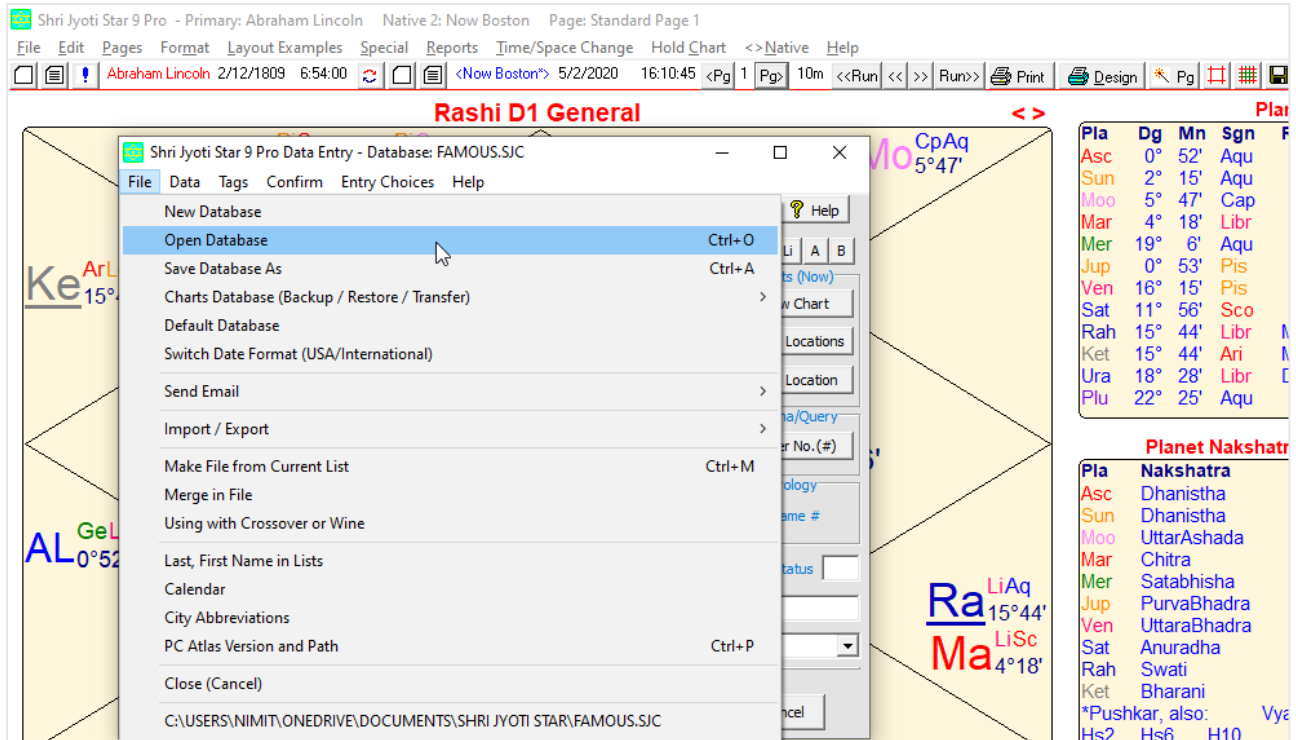 Shri Jyoti Star 9 Pro - Primary: Abraham Lincoln Native 2: Now Boston Page: Standard Page 1
File Edit Pages Format Layout Examples Special Reports Time/Space Change Hold Chart <>Native Help
Abraham Lincoln 2/12/1809 6:54:00 <Now Boston*> 5/2/2020 16:10:45 <Pg 1 Pg> 10m <<Run << >> Run>> Print Design Pg
Rashi D1 General
< >
Mo CpAq
5°47'
Ke
15°
AL
0°52
Ra LiAq
15°44'
Ma LiSc
4°18'
Shri Jyoti Star 9 Pro Data Entry - Database: FAMOUS.SJC
File Data Tags Confirm Entry Choices Help
New Database
Open Database Ctrl+O
Save Database As Ctrl+A
Charts Database (Backup / Restore / Transfer)
Default Database
Switch Date Format (USA/International)
Send Email
Import / Export
Make File from Current List Ctrl+M
Merge in File
Using with Crossover or Wine
Last, First Name in Lists
Calendar
City Abbreviations
PC Atlas Version and Path Ctrl+P
Close (Cancel)
C:\USERS\NIMIT\ONEDRIVE\DOCUMENTS\SHRI JYOTI STAR\FAMOUS.SJC
Help
Li A B
(Now)
Chart
Locations
Location
/Query
No.(#)
#
Pla Dg Mn Sgn
Asc 0° 52' Aqu
Sun 2° 15' Aqu
Moo 5° 47' Cap
Mar 4° 18' Libr
Mer 19° 6' Aqu
Jup 0° 53' Pis
Ven 16° 15' Pis
Sat 11° 56' Sco
Rah 15° 44' Libr
Ket 15° 44' Ari
Ura 18° 28' Libr
Plu 22° 25' Aqu
Planet Nakshatr
Pla Nakshatra
Asc Dhanistha
Sun Dhanistha
Moo UttarAshada
Mar Chitra
Mer Satabhisha
Jup PurvaBhadra
Ven UttaraBhadra
Sat Anuradha
Rah Swati
Ket Bharani
*Pushkar, also: Vya
Hs2 Hs6 H10